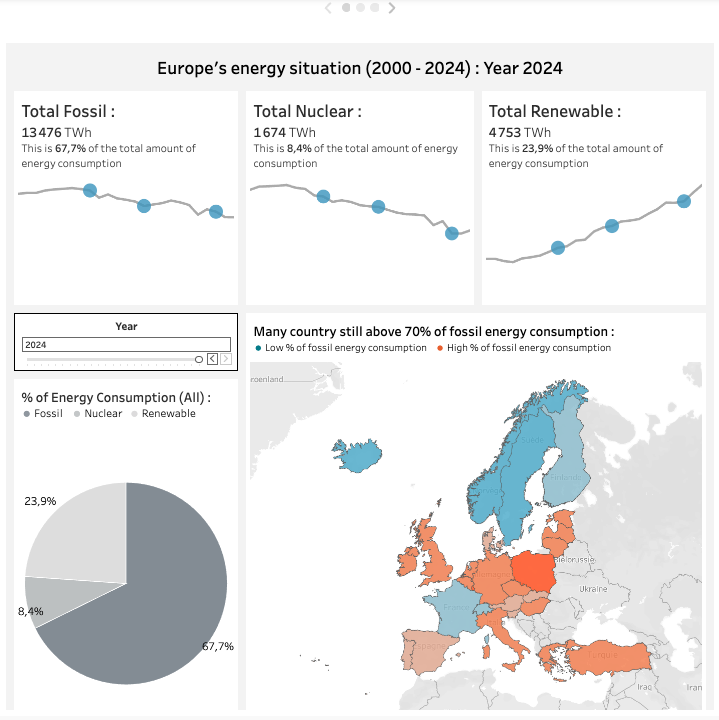 Europe's energy situation (2000 - 2024) : Year 2024
Total Fossil :
13 476 TWh
This is 67,7% of the total amount of
energy consumption
Total Nuclear :
1 674 TWh
This is 8,4% of the total amount of energy
consumption
Total Renewable :
4 753 TWh
This is 23,9% of the total amount of
energy consumption
Year
2024
% of Energy Consumption (All) :
Fossil
Nuclear
Renewable
23,9%
8,4%
67,7%
Many country still above 70% of fossil energy consumption :
Low % of fossil energy consumption
High % of fossil energy consumption
roenland
Biélorussie
Ukraine
Iraq
Iran